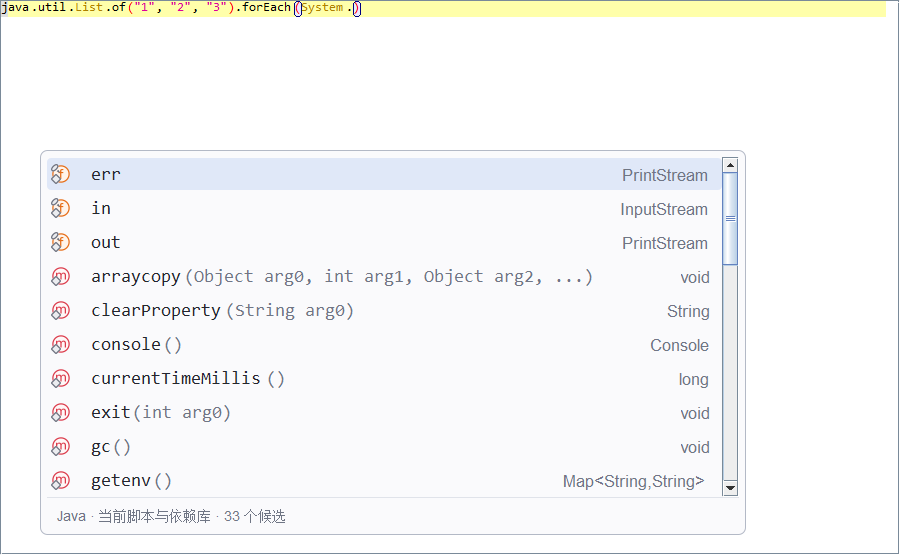 java.util.List.of("1", "2", "3").forEach(System.)
err PrintStream
in InputStream
out PrintStream
arraycopy(Object arg0, int arg1, Object arg2, ...) void
clearProperty(String arg0) String
console() Console
currentTimeMillis() long
exit(int arg0) void
gc() void
getenv() Map<String,String>
Java · 当前脚本与依赖库 · 33 个候选